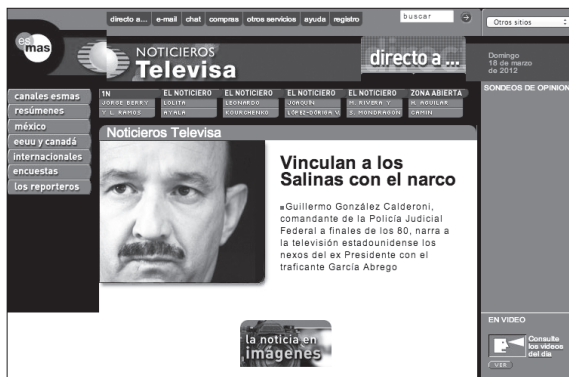 directo a... e-mail chat compras otros servicios ayuda registro
buscar
Otros sitios
es
mas
NOTICIEROS
Televisa
directo a ...
Domingo
18 de marzo
de 2012
canales esmas
resúmenes
méxico
eeuu y canadá
internacionales
encuestas
los reporteros
1N
JORGE BERRY
Y L. RAMOS
EL NOTICIERO
LOLITA
AYALA
EL NOTICIERO
LEONARDO
KOURCHENKO
EL NOTICIERO
JOAQUIN
LÓPEZ-DÓRIGA V.
EL NOTICIERO
M. RIVERA Y
S. MONDRAGON
ZONA ABIERTA
H. AGUILAR
CAMIN
SONDEOS DE OPINION
Noticieros Televisa
Vinculan a los
Salinas con el narco
Guillermo González Calderoni,
comandante de la Policía Judicial
Federal a finales de los 80, narra a
la televisión estadounidense los
nexos del ex Presidente con el
traficante García Abrego
la noticia en
imágenes
EN VIDEO
Consulte
los videos
del día
VER